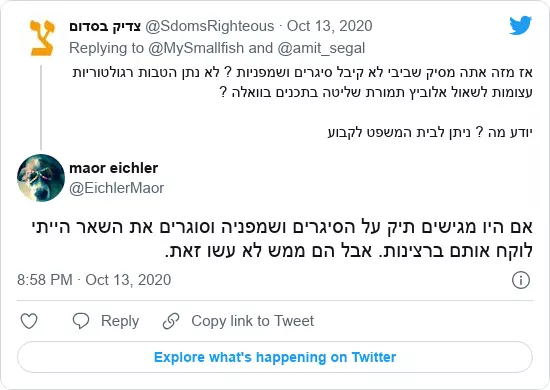 צדיק בסדום @SdomsRighteous · Oct 13, 2020
Replying to @MySmallfish and @amit_segal
אז מזה אתה מסיק שביבי לא קיבל סיגרים ושמפניות ? לא נתן הטבות רגולטוריות
עצומות לשאול אלוביץ תמורת שליטה בתכנים בוואלה ?
יודע מה ? ניתן לבית המשפט לקבוע
maor eichler
@EichlerMaor
אם היו מגישים תיק על הסיגרים ושמפניה וסוגרים את השאר הייתי
לוקח אותם ברצינות. אבל הם ממש לא עשו זאת.
8:58 PM · Oct 13, 2020
Reply
Copy link to Tweet
Explore what's happening on Twitter